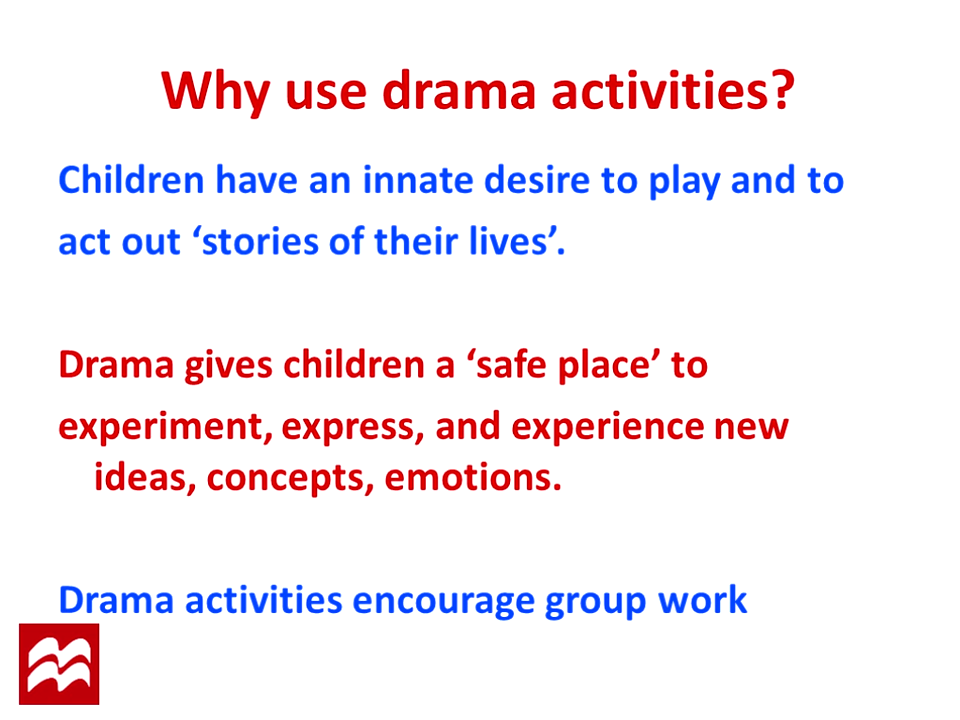 Why use drama activities?
Children have an innate desire to play and to
act out ‘stories of their lives’.
Drama gives children a ‘safe place’ to
experiment, express, and experience new
ideas, concepts, emotions.
Drama activities encourage group work